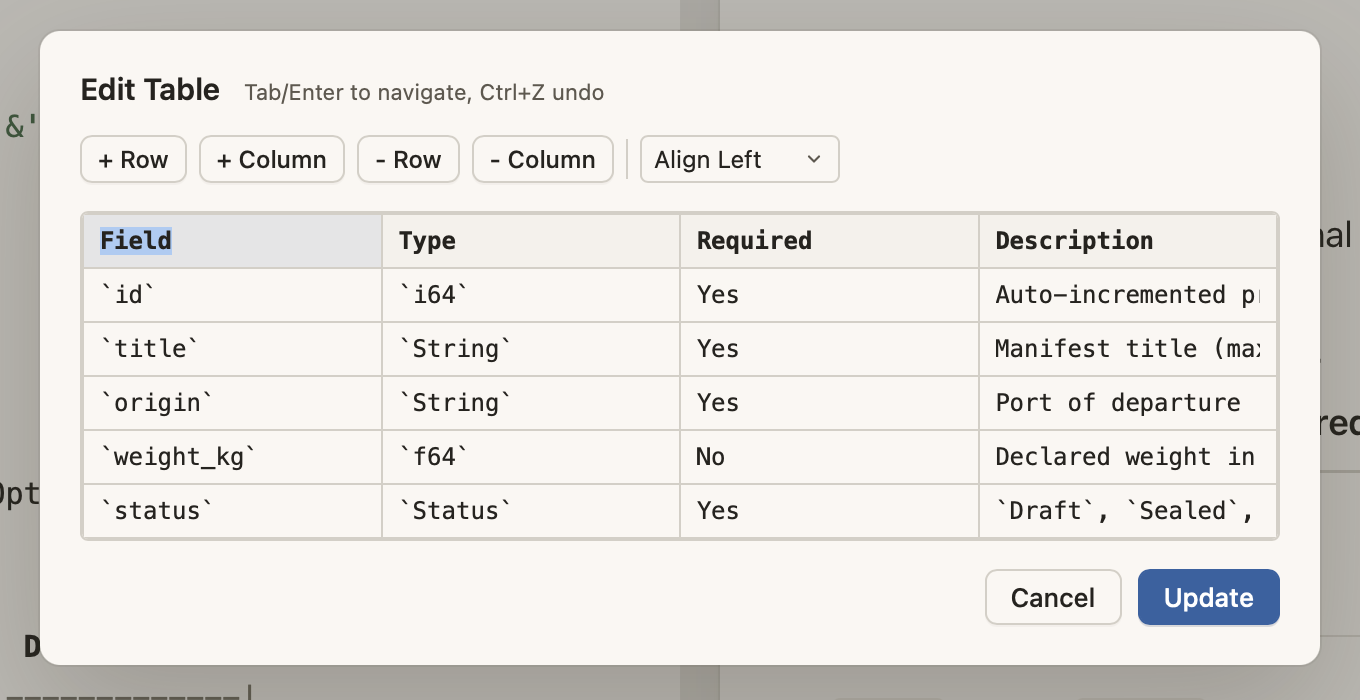 Edit Table Tab/Enter to navigate, Ctrl+Z undo
&'
+ Row + Column - Row - Column Align Left
Field Type Required Description
`id` `i64` Yes Auto-incremented
`title` `String` Yes Manifest title (max
`origin` `String` Yes Port of departure
`weight_kg` `f64` No Declared weight in
`status` `Status` Yes `Draft`, `Sealed`,
Cancel Update
D